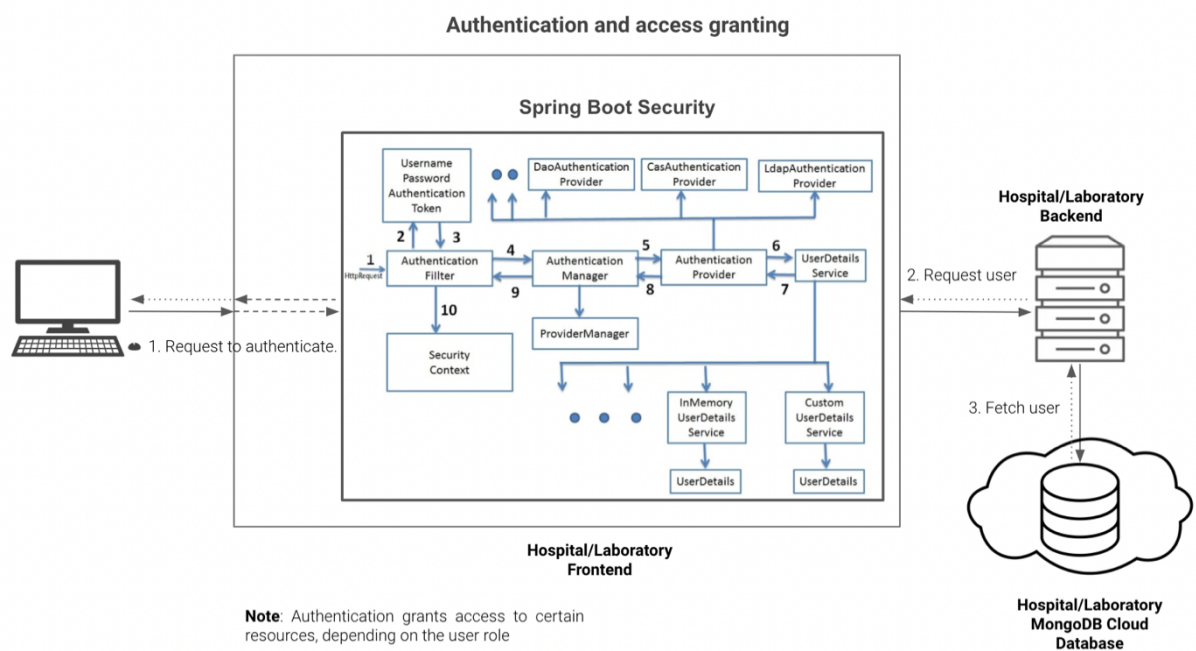 Authentication and access granting
Spring Boot Security
Username
Password
Authentication
Token
DaoAuthentication
Provider
CasAuthentication
Provider
LdapAuthentication
Provider
2
3
1
HttpRequest
Authentication
Fillter
4
9
Authentication
Manager
5
8
Authentication
Provider
6
7
UserDetails
Service
10
ProviderManager
Security
Context
InMemory
UserDetails
Service
Custom
UserDetails
Service
UserDetails
UserDetails
1. Request to authenticate.
Hospital/Laboratory
Backend
2. Request user
3. Fetch user
Hospital/Laboratory
Frontend
Hospital/Laboratory
MongoDB Cloud
Database
Note: Authentication grants access to certain
resources, depending on the user role